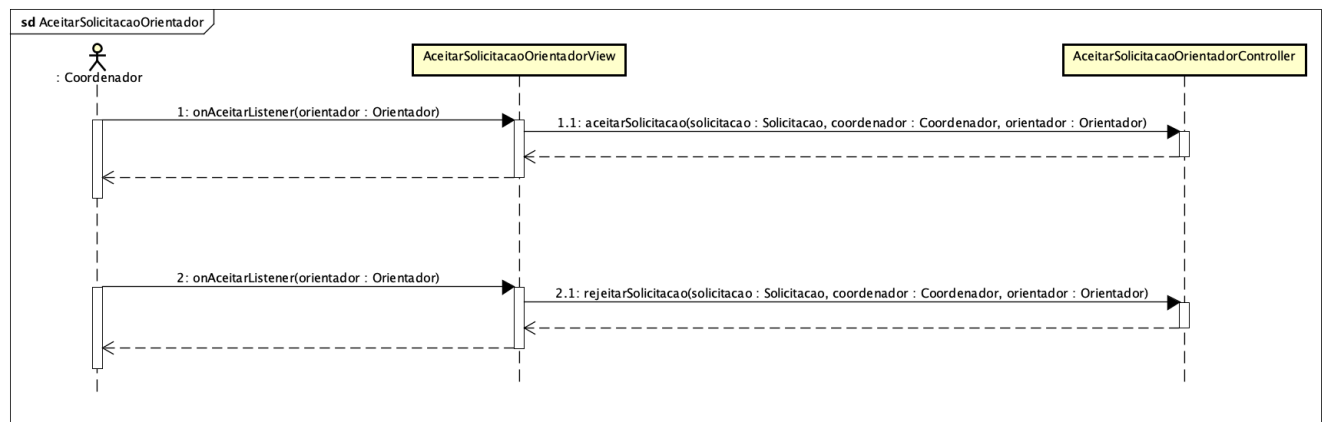 sd AceitarSolicitacaoOrientador
: Coordenador
AceitarSolicitacaoOrientadorView
AceitarSolicitacaoOrientadorController
1: onAceitarListener(orientador : Orientador)
1.1: aceitarSolicitacao(solicitacao : Solicitacao, coordenador : Coordenador, orientador : Orientador)
2: onAceitarListener(orientador : Orientador)
2.1: rejeitarSolicitacao(solicitacao : Solicitacao, coordenador : Coordenador, orientador : Orientador)